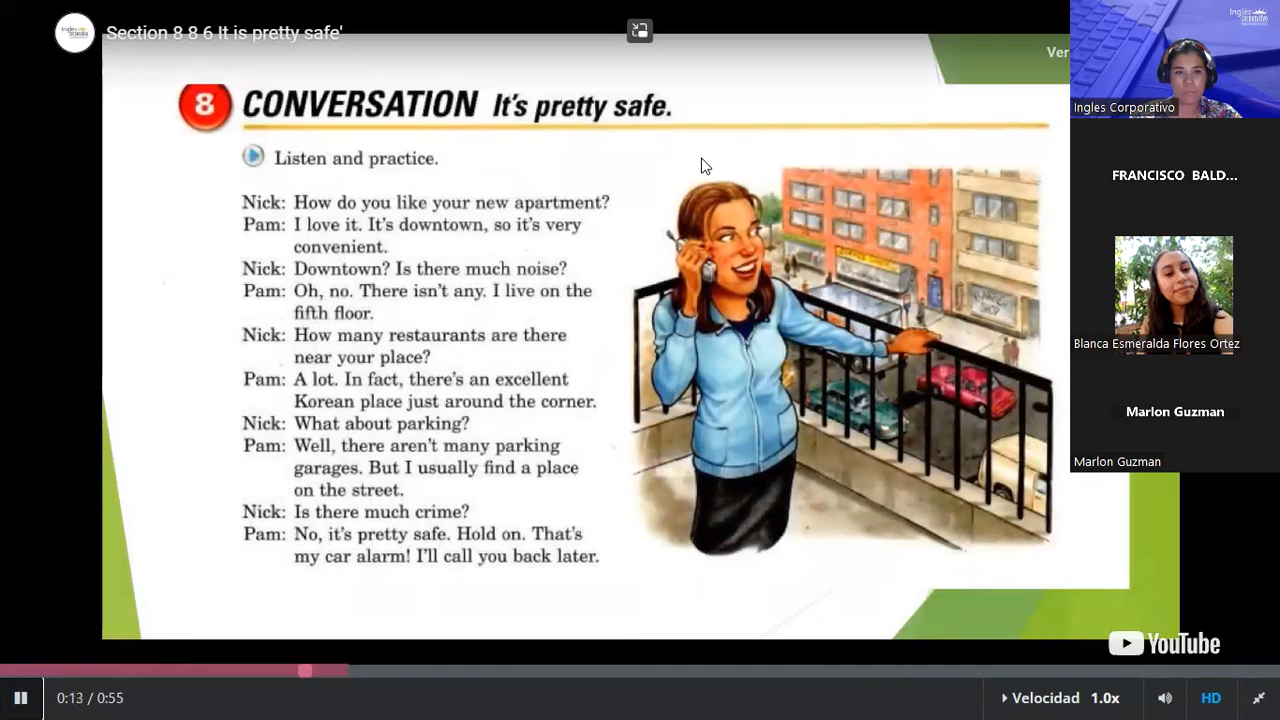 Section 8 8 6 It is pretty safe'
Ver
8 CONVERSATION It's pretty safe.
Listen and practice.
Nick: How do you like your new apartment?
Pam: I love it. It's downtown, so it's very
convenient.
Nick: Downtown? Is there much noise?
Pam: Oh, no. There isn't any. I live on the
fifth floor.
Nick: How many restaurants are there
near your place?
Pam: A lot. In fact, there's an excellent
Korean place just around the corner.
Nick: What about parking?
Pam: Well, there aren't many parking
garages. But I usually find a place
on the street.
Nick: Is there much crime?
Pam: No, it's pretty safe. Hold on. That's
my car alarm! I'll call you back later.
Ingles Corporativo
FRANCISCO BALD...
Blanca Esmeralda Flores Ortez
Marlon Guzman
Marlon Guzman
YouTube
0:13 / 0:55
Velocidad 1.0x
HD